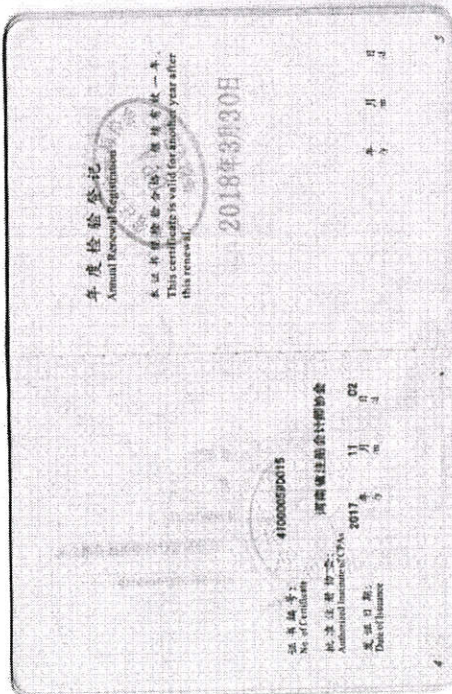 证书编号：
No. of Certificate
410000590015
批准注册协会：
Authorized Institute of CPAs
河南省注册会计师协会
发证日期：
Date of Issuance
2017 年 11 月 02 日
/y /m /d
4
年度检验登记
Annual Renewal Registration
本证书经检验合格，继续有效一年。
This certificate is valid for another year after
this renewal.
2018年3月30日
年 月 日
/y /m /d
5